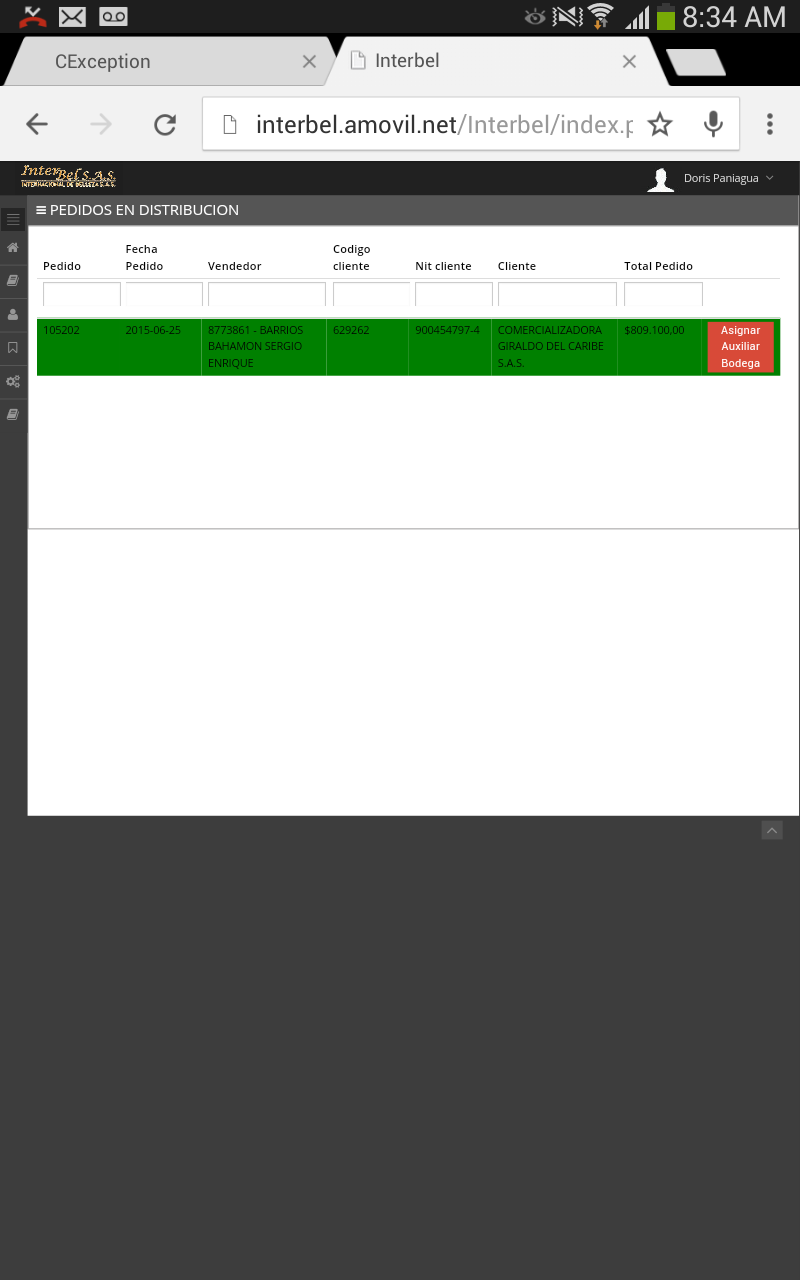 8:34 AM
CException
Interbel
interbel.amovil.net/Interbel/index.p
InterBel S.A.S.
INTERNACIONAL DE BELLEZA S.A.S.
Doris Paniagua
PEDIDOS EN DISTRIBUCION
Pedido
Fecha
Pedido
Vendedor
Codigo
cliente
Nit cliente
Cliente
Total Pedido
105202
2015-06-25
8773861 - BARRIOS
BAHAMON SERGIO
ENRIQUE
629262
900454797-4
COMERCIALIZADORA
GIRALDO DEL CARIBE
S.A.S.
$809.100,00
Asignar
Auxiliar
Bodega